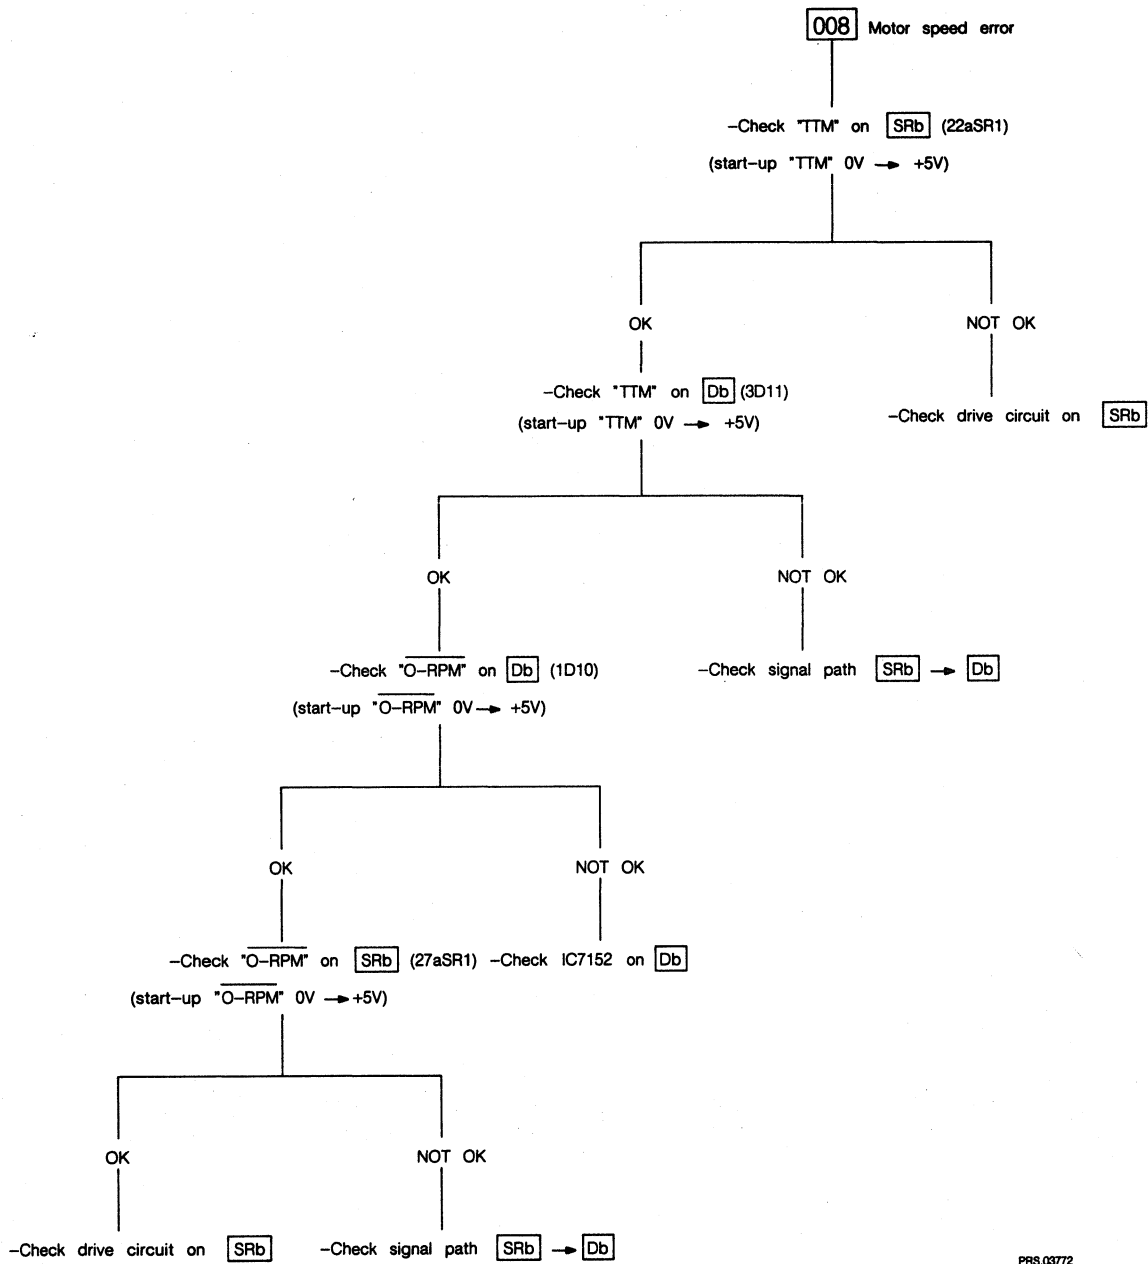 008 Motor speed error
–Check "TTM" on SRb (22aSR1)
(start–up "TTM" 0V → +5V)
OK
NOT OK
–Check "TTM" on Db (3D11)
(start–up "TTM" 0V → +5V)
–Check drive circuit on SRb
OK
NOT OK
–Check "O–RPM" on Db (1D10)
(start–up "O–RPM" 0V → +5V)
–Check signal path SRb → Db
OK
NOT OK
–Check "O–RPM" on SRb (27aSR1)
(start–up "O–RPM" 0V → +5V)
–Check IC7152 on Db
OK
NOT OK
–Check drive circuit on SRb
–Check signal path SRb → Db
PRS.03772